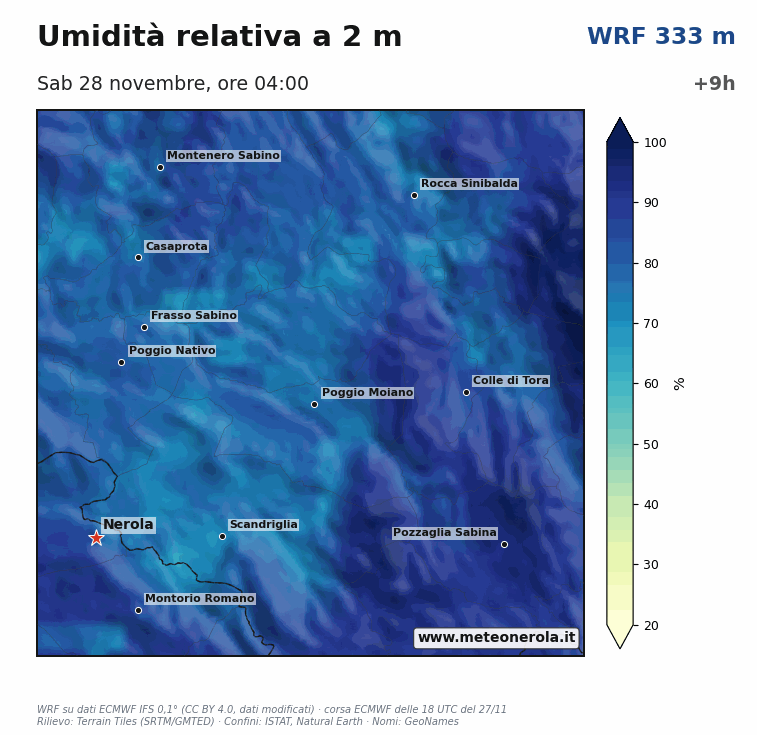 Umidità relativa a 2 m
WRF 333 m
Sab 28 novembre, ore 04:00
+9h
Montenero Sabino
Rocca Sinibalda
Casaprota
Frasso Sabino
Poggio Nativo
Poggio Moiano
Colle di Tora
Nerola
Scandriglia
Pozzaglia Sabina
Montorio Romano
www.meteonerola.it
100
90
80
70
60
50
40
30
20
%
WRF su dati ECMWF IFS 0,1° (CC BY 4.0, dati modificati) · corsa ECMWF delle 18 UTC del 27/11
Rilievo: Terrain Tiles (SRTM/GMTED) · Confini: ISTAT, Natural Earth · Nomi: GeoNames